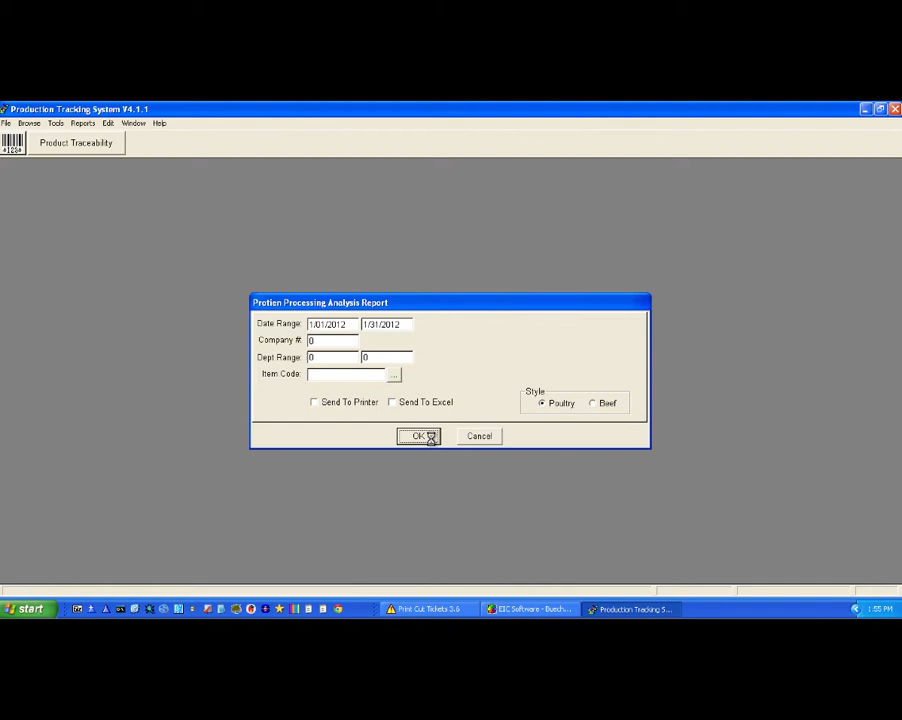 Production Tracking System V4.1.1
File Browse Tools Reports Edit Window Help
Product Traceability
Protien Processing Analysis Report
Date Range: 1/01/2012 1/31/2012
Company #: 0
Dept Range: 0 0
Item Code: ...
Send To Printer Send To Excel
Style
Poultry Beef
OK Cancel
start Print Cut Tickets 3.6 EIC Software - Buech... Production Tracking S... 1:55 PM